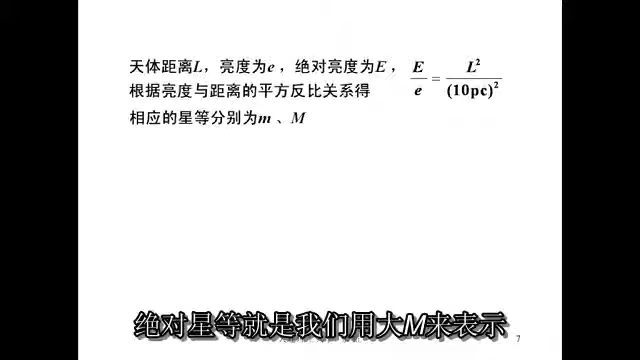 天体距离L，亮度为e，绝对亮度为E，
根据亮度与距离的平方反比关系得
E/e = L²/(10pc)²
相应的星等分别为m、M
绝对星等就是我们用大M来表示
7